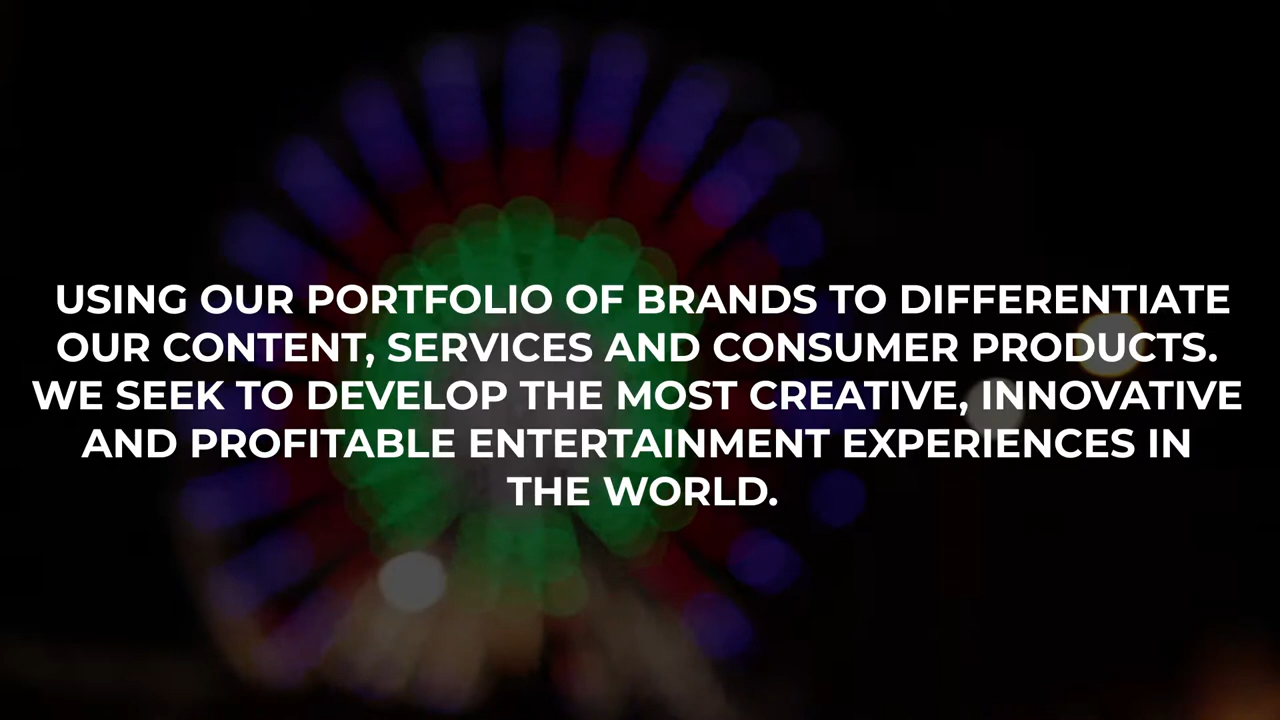 USING OUR PORTFOLIO OF BRANDS TO DIFFERENTIATE
OUR CONTENT, SERVICES AND CONSUMER PRODUCTS.
WE SEEK TO DEVELOP THE MOST CREATIVE, INNOVATIVE
AND PROFITABLE ENTERTAINMENT EXPERIENCES IN
THE WORLD.